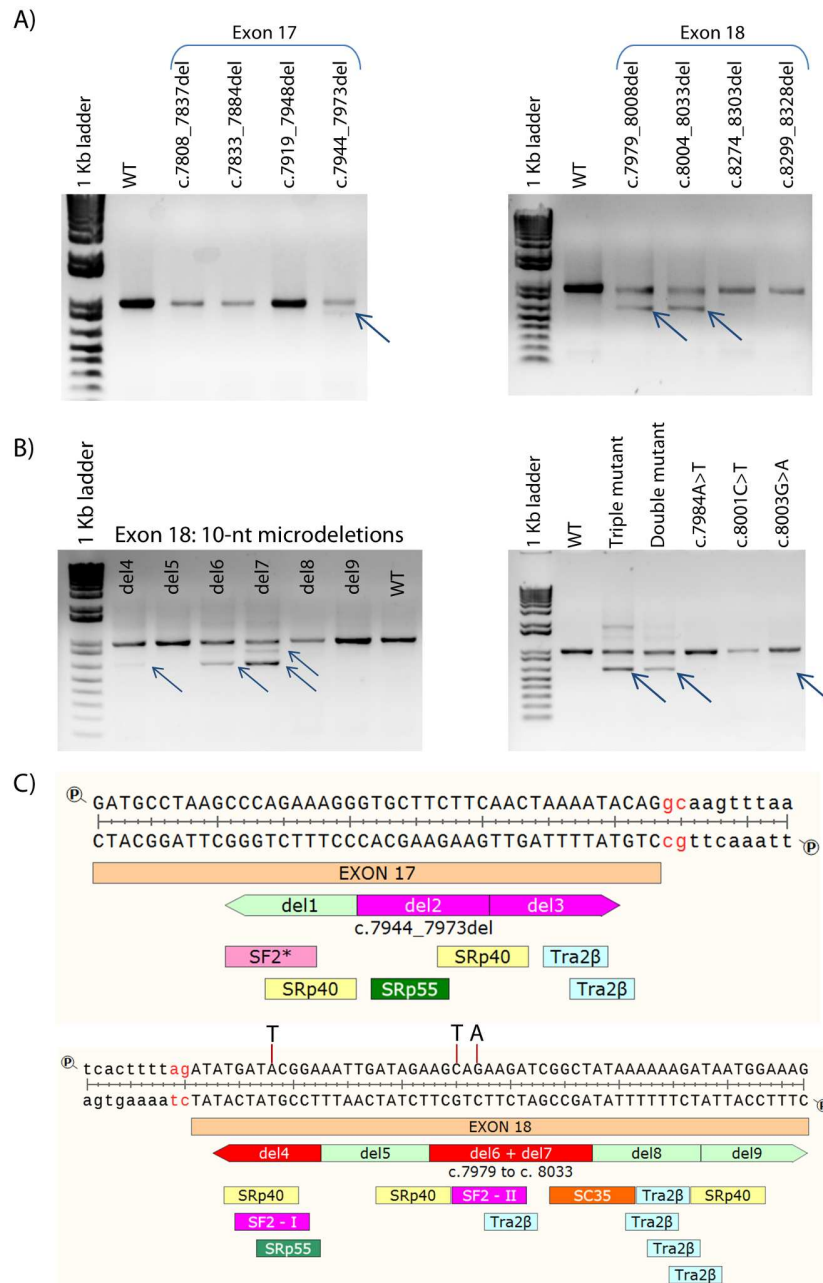 A)
Exon 17
1 Kb ladder
WT
c.7808_7837del
c.7833_7884del
c.7919_7948del
c.7944_7973del
Exon 18
1 Kb ladder
WT
c.7979_8008del
c.8004_8033del
c.8274_8303del
c.8299_8328del
B)
1 Kb ladder
Exon 18: 10-nt microdeletions
del4
del5
del6
del7
del8
del9
WT
1 Kb ladder
WT
Triple mutant
Double mutant
c.7984A>T
c.8001C>T
c.8003G>A
C)
P GATGCCTAAGCCCAGAAAGGGTGCTTCTTCAACTAAAATACAGgcaagtttaa
CTACGGATTCGGGTCTTTCCCACGAAGAAGTTGATTTTATGTCcgttcaaatt P
EXON 17
del1 del2 del3
c.7944_7973del
SF2* SRp40 Tra2β
SRp40 SRp55 Tra2β
T T A
P tcacttttagATATGATACGGAAATTGATAGAAGCAGAAGATCGGCTATAAAAAAGATAATGGAAAG
agtgaaaatcTATACTATGCCTTTAACTATCTTCGTCTTCTAGCCGATATTTTTTCTATTACCTTTC P
EXON 18
del4 del5 del6 + del7 del8 del9
c.7979 to c. 8033
SRp40 SRp40 SF2 - II SC35 Tra2β SRp40
SF2 - I Tra2β Tra2β
SRp55 Tra2β
Tra2β